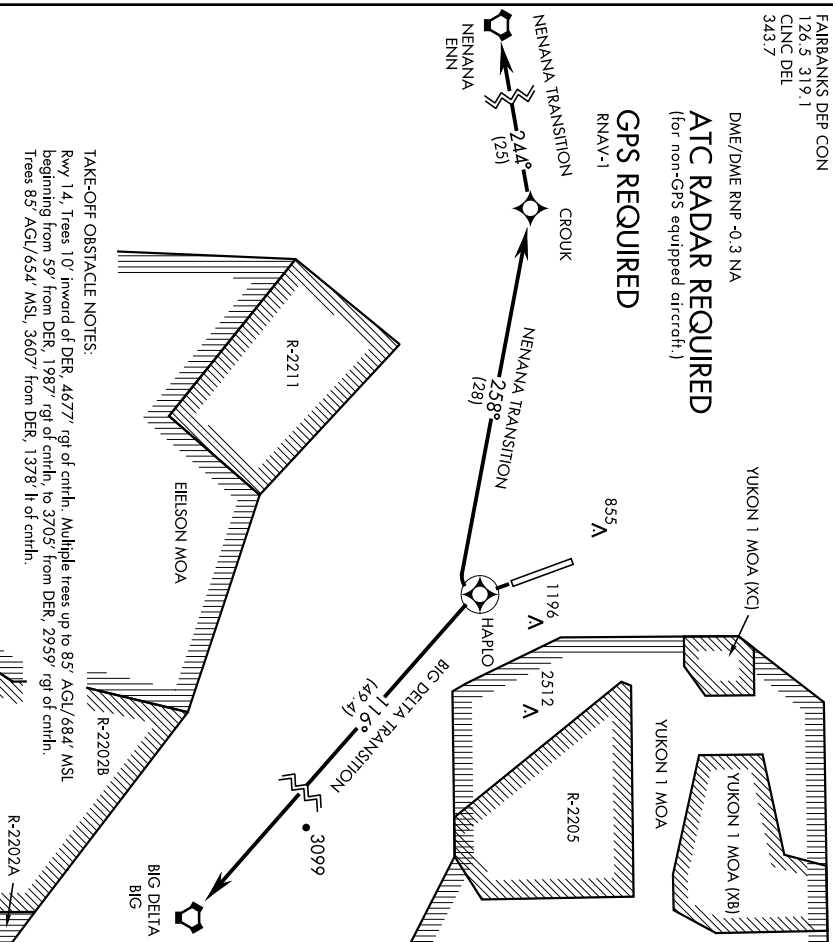 FAIRBANKS DEP CON
126.5 319.1
CLNC DEL
343.7
DME/DME RNP -0.3 NA
ATC RADAR REQUIRED
(for non-GPS equipped aircraft.)
GPS REQUIRED
RNAV-1
NENANA TRANSITION
NENANA
ENN
244°
(25)
CROUK
NENANA TRANSITION
258°
(28)
855
1196
HAPLO
2512
BIG DELTA TRANSITION
116°
(49.4)
3099
BIG DELTA
BIG
YUKON 1 MOA (XC)
YUKON 1 MOA
YUKON 1 MOA (XB)
R-2205
R-2211
EIELSON MOA
R-2202B
R-2202A
TAKE-OFF OBSTACLE NOTES:
Rwy 14, Trees 10' inward of DER, 4677' rgt of cntrln. Multiple trees up to 85' AGL/684' MSL
beginning from 59' from DER, 1987' rgt of cntrln, to 3705' from DER, 2959' rgt of cntrln.
Trees 85' AGL/654' MSL, 3607' from DER, 1378' lt of cntrln.